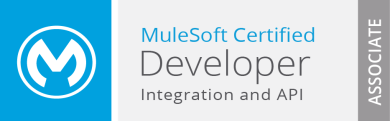 MuleSoft Certified
Developer
Integration and API
ASSOCIATE